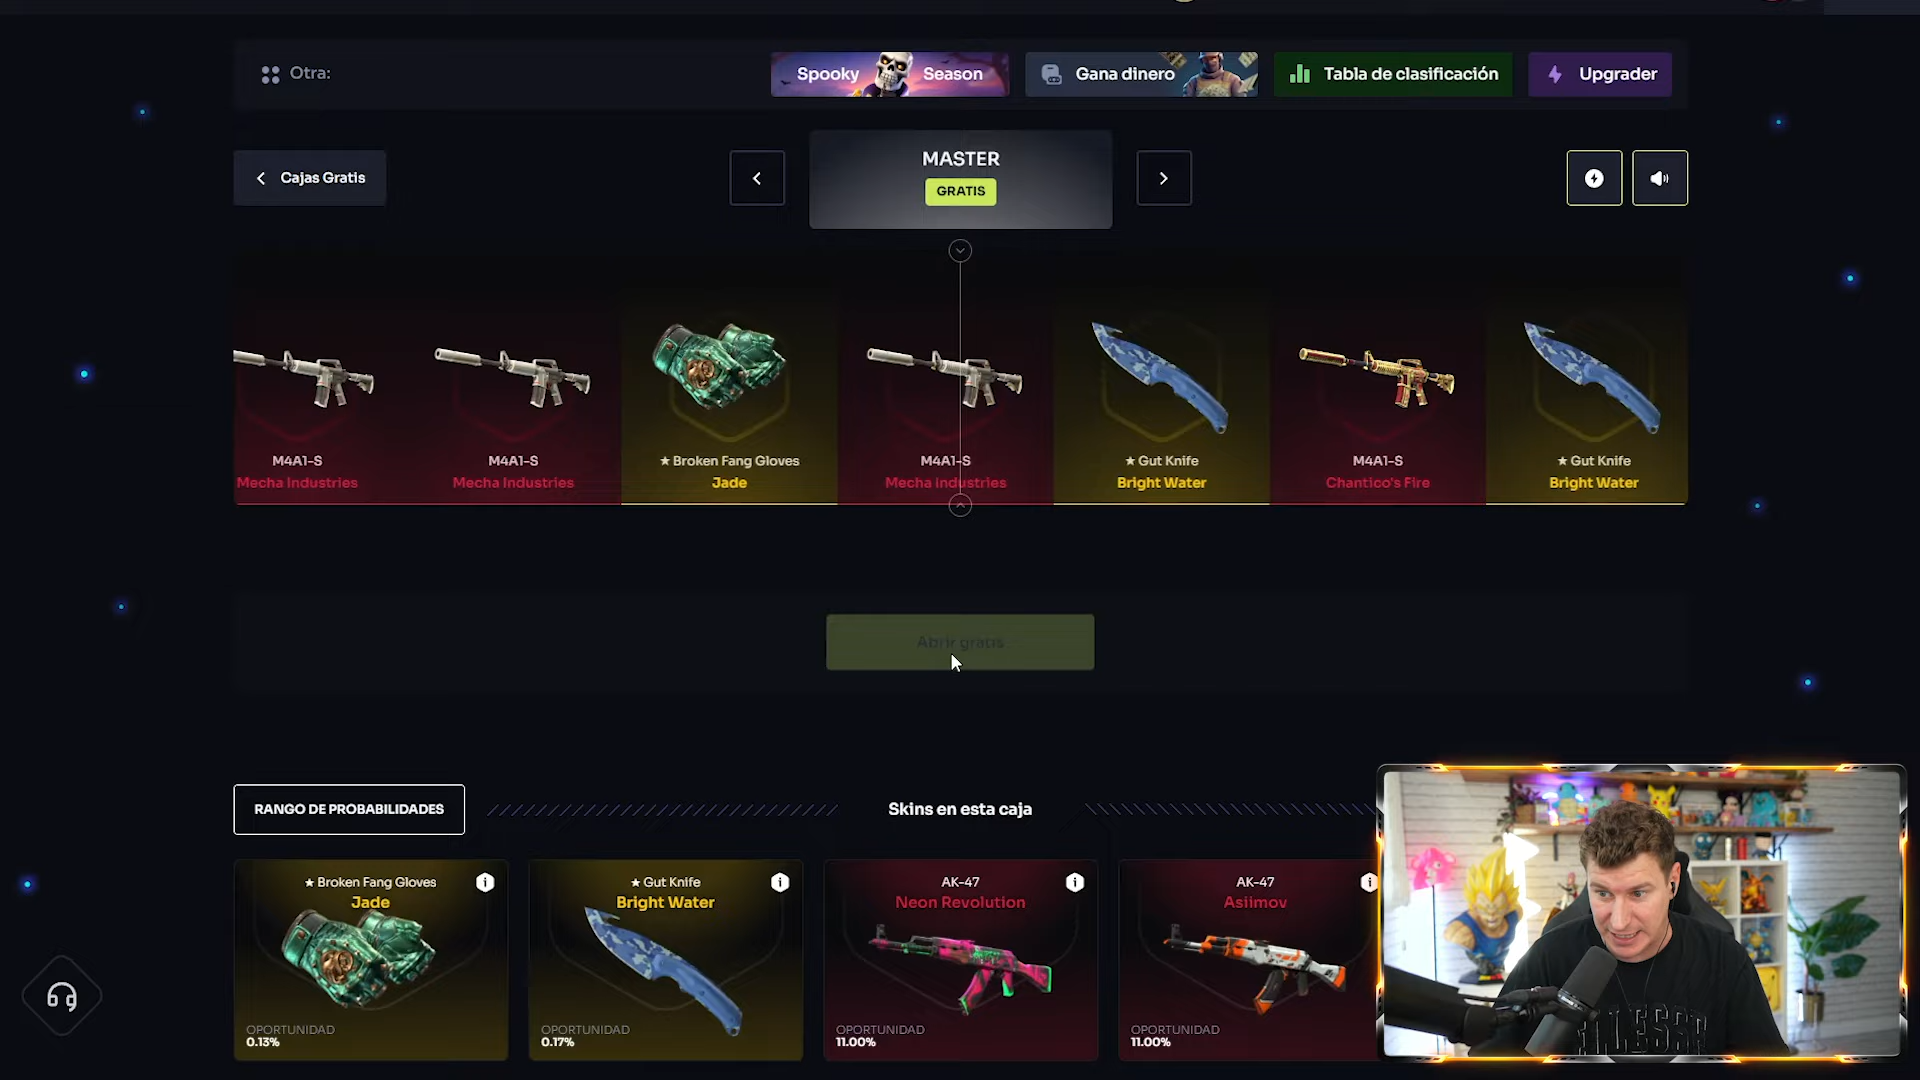 Otra:
Spooky Season
Gana dinero
Tabla de clasificación
Upgrader
Cajas Gratis
MASTER
GRATIS
M4A1-S
Mecha Industries
M4A1-S
Mecha Industries
★ Broken Fang Gloves
Jade
M4A1-S
Mecha Industries
★ Gut Knife
Bright Water
M4A1-S
Chantico's Fire
★ Gut Knife
Bright Water
Abrir gratis
RANGO DE PROBABILIDADES
Skins en esta caja
★ Broken Fang Gloves
Jade
OPORTUNIDAD
0.13%
★ Gut Knife
Bright Water
OPORTUNIDAD
0.17%
AK-47
Neon Revolution
OPORTUNIDAD
11.00%
AK-47
Asiimov
OPORTUNIDAD
11.00%